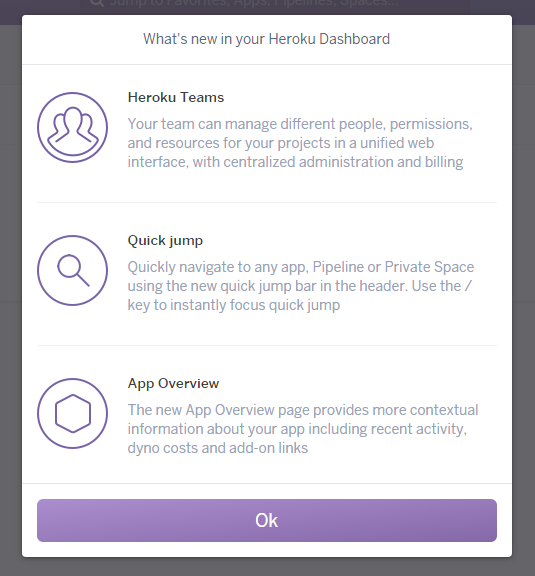 Jump to Favorites, Apps, Pipelines, Spaces...
What's new in your Heroku Dashboard
Heroku Teams
Your team can manage different people, permissions,
and resources for your projects in a unified web
interface, with centralized administration and billing
Quick jump
Quickly navigate to any app, Pipeline or Private Space
using the new quick jump bar in the header. Use the /
key to instantly focus quick jump
App Overview
The new App Overview page provides more contextual
information about your app including recent activity,
dyno costs and add-on links
Ok